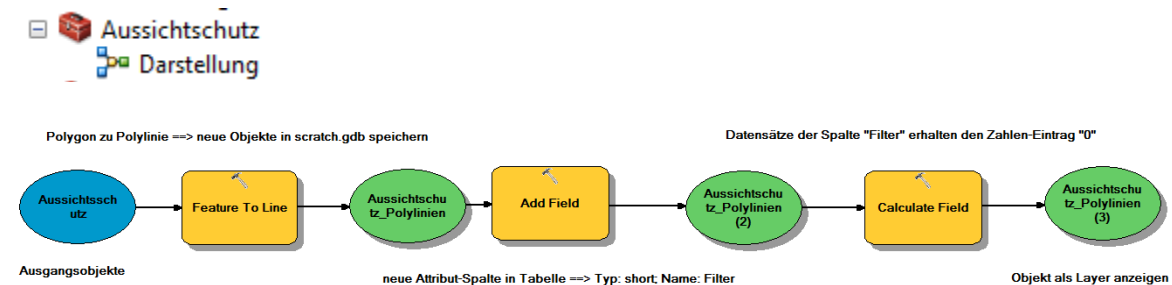 Aussichtschutz
Darstellung
Polygon zu Polylinie ==> neue Objekte in scratch.gdb speichern
Datensätze der Spalte "Filter" erhalten den Zahlen-Eintrag "0"
Aussichtssch
utz
Feature To Line
Aussichtschu
tz_Polylinien
Add Field
Aussichtschu
tz_Polylinien
(2)
Calculate Field
Aussichtschu
tz_Polylinien
(3)
Ausgangsobjekte
neue Attribut-Spalte in Tabelle ==> Typ: short; Name: Filter
Objekt als Layer anzeigen